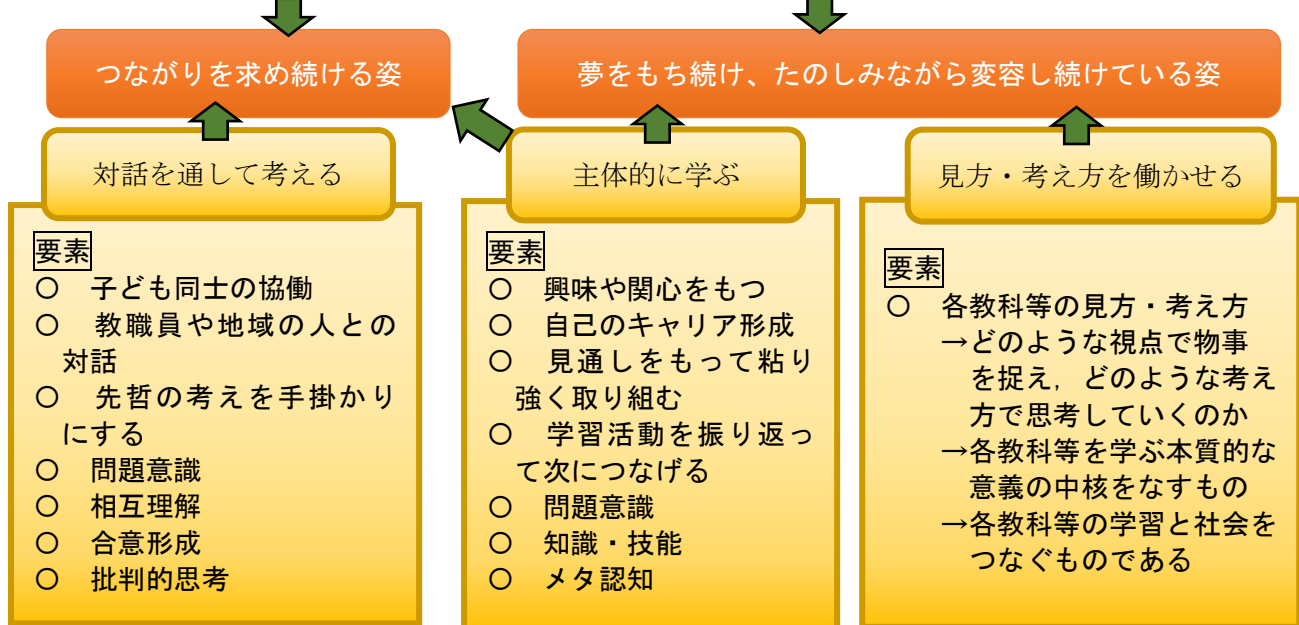 つながりを求め続ける姿
夢をもち続け、たのしみながら変容し続けている姿
対話を通して考える
要素
○ 子ども同士の協働
○ 教職員や地域の人との
対話
○ 先哲の考えを手掛かり
にする
○ 問題意識
○ 相互理解
○ 合意形成
○ 批判的思考
主体的に学ぶ
要素
○ 興味や関心をもつ
○ 自己のキャリア形成
○ 見通しをもって粘り
強く取り組む
○ 学習活動を振り返っ
て次につなげる
○ 問題意識
○ 知識・技能
○ メタ認知
見方・考え方を働かせる
要素
○ 各教科等の見方・考え方
→どのような視点で物事
を捉え，どのような考え
方で思考していくのか
→各教科等を学ぶ本質的な
意義の中核をなすもの
→各教科等の学習と社会を
つなぐものである